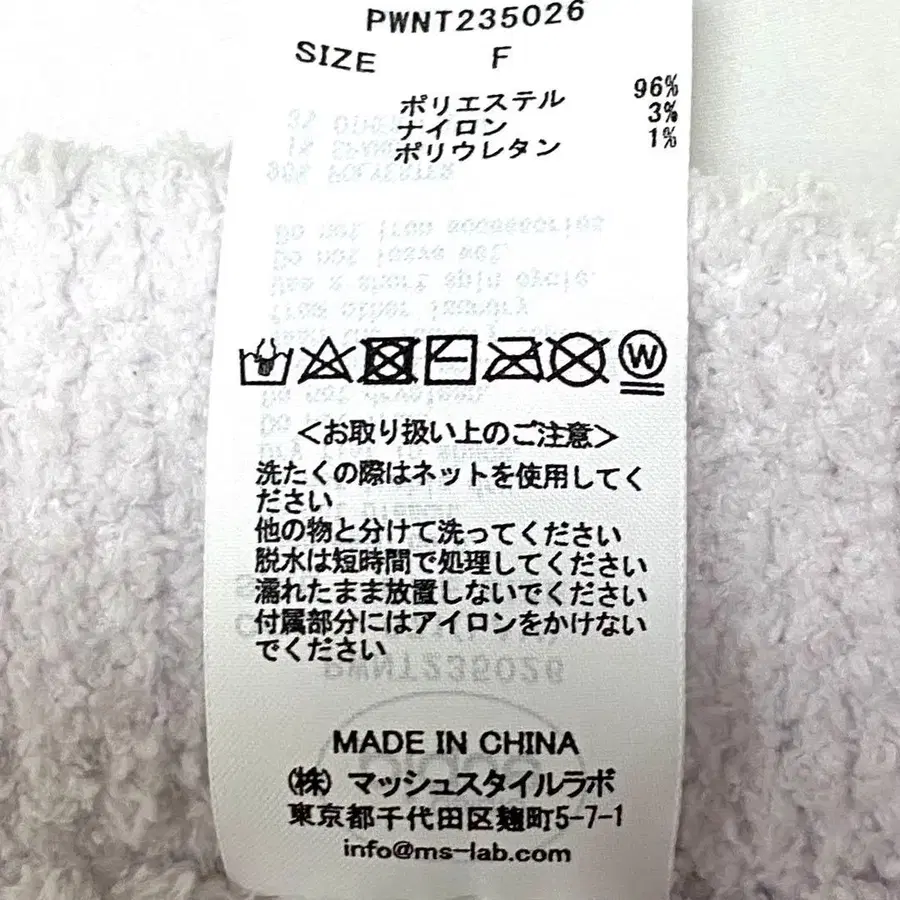 PWNT235026
SIZE F
ポリエステル 96%
ナイロン 3%
ポリウレタン 1%
W
<お取り扱い上のご注意>
洗たくの際はネットを使用してく
ださい
他の物と分けて洗ってください
脱水は短時間で処理してください
濡れたまま放置しないでください
付属部分にはアイロンをかけない
でください
MADE IN CHINA
(株) マッシュスタイルラボ
東京都千代田区麹町5-7-1
info@ms-lab.com